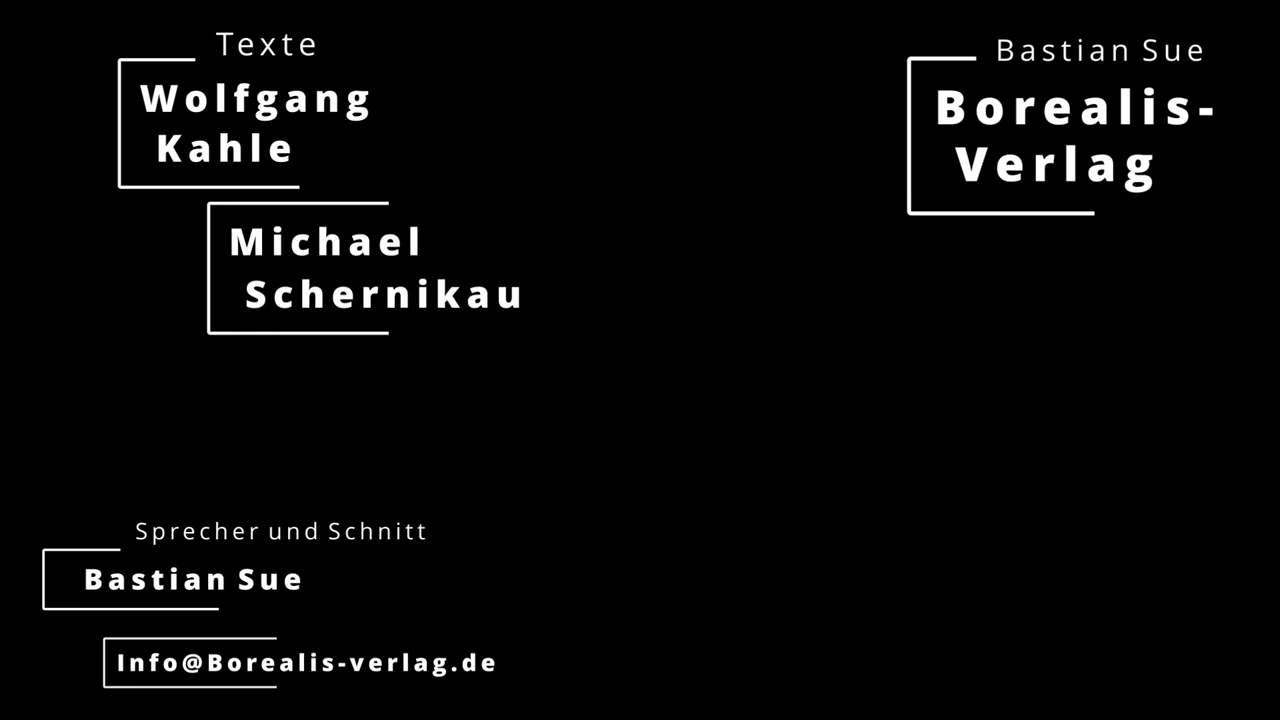 Texte
Wolfgang
Kahle
Michael
Schernikau
Bastian Sue
Borealis-
Verlag
Sprecher und Schnitt
Bastian Sue
Info@Borealis-verlag.de